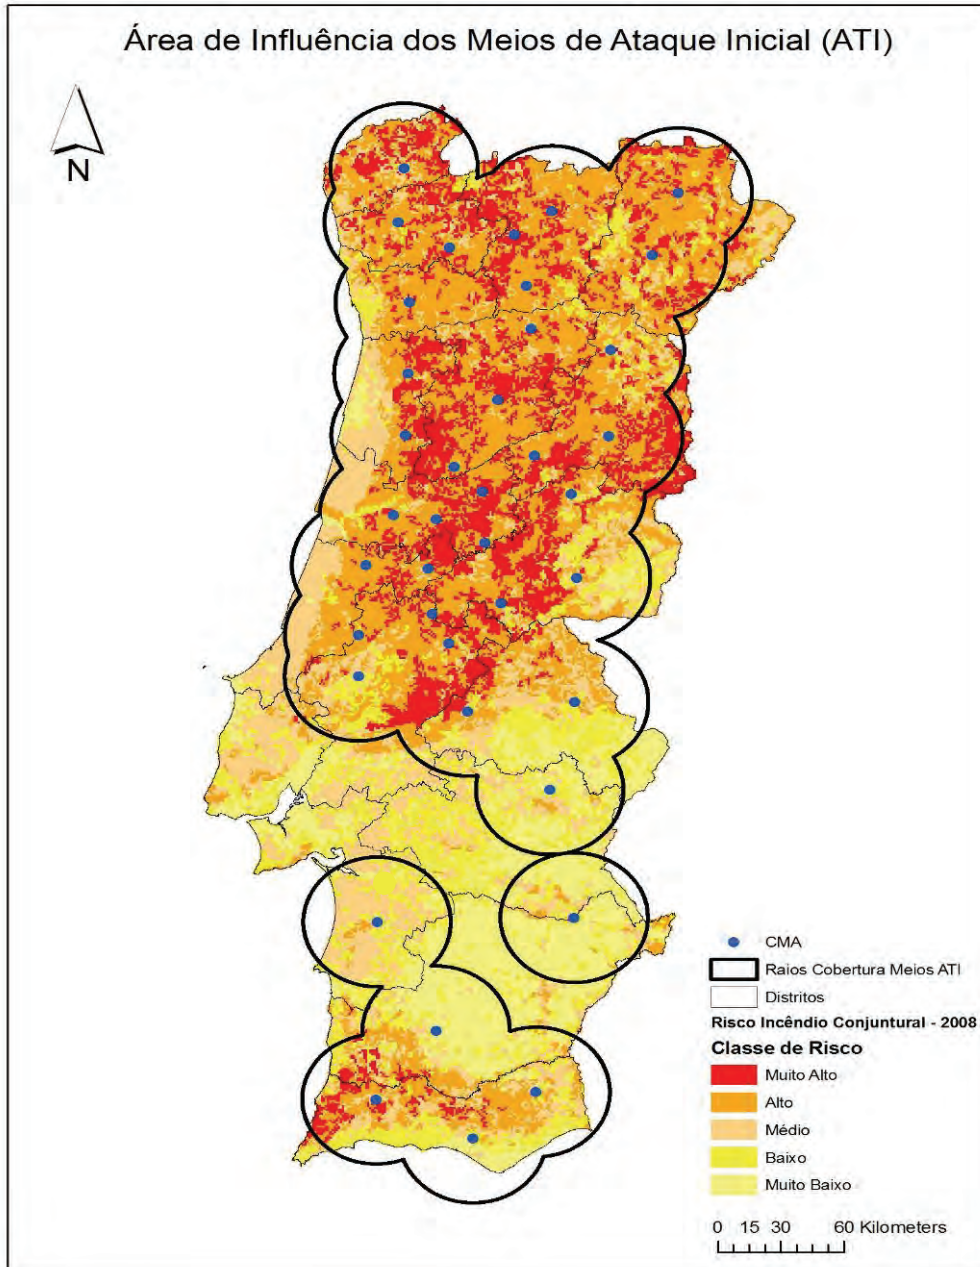 Área de Influência dos Meios de Ataque Inicial (ATI)
N
CMA
Raios Cobertura Meios ATI
Distritos
Risco Incêndio Conjuntural - 2008
Classe de Risco
Muito Alto
Alto
Médio
Baixo
Muito Baixo
0 15 30 60 Kilometers